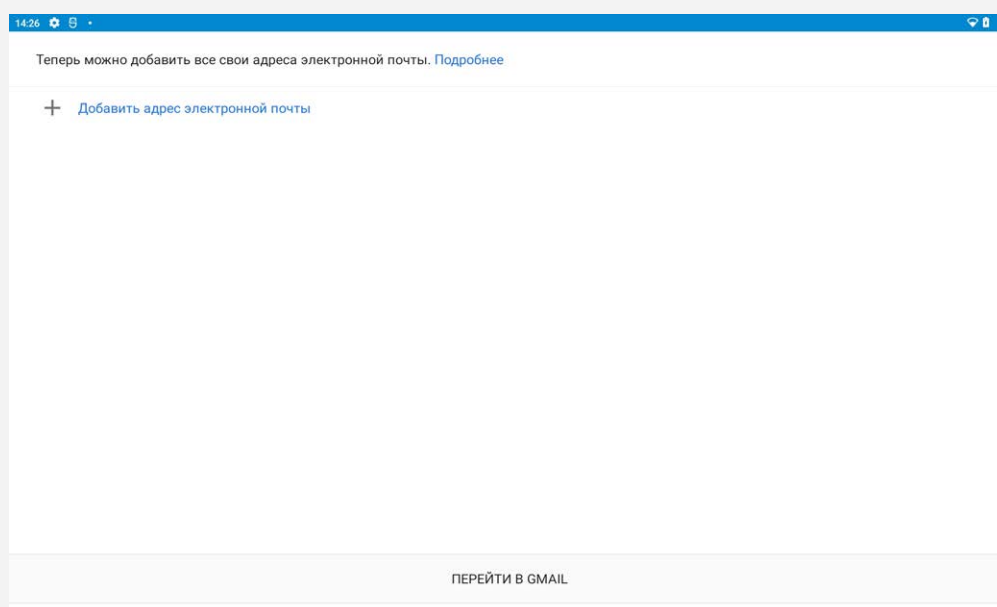 14:26
Теперь можно добавить все свои адреса электронной почты. Подробнее
Добавить адрес электронной почты
ПЕРЕЙТИ В GMAIL